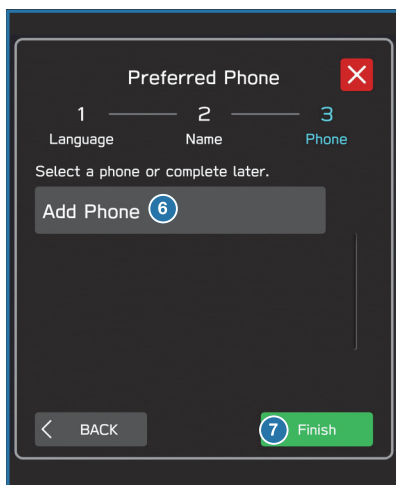 Preferred Phone
1 2 3
Language Name Phone
Select a phone or complete later.
Add Phone 6
BACK 7 Finish